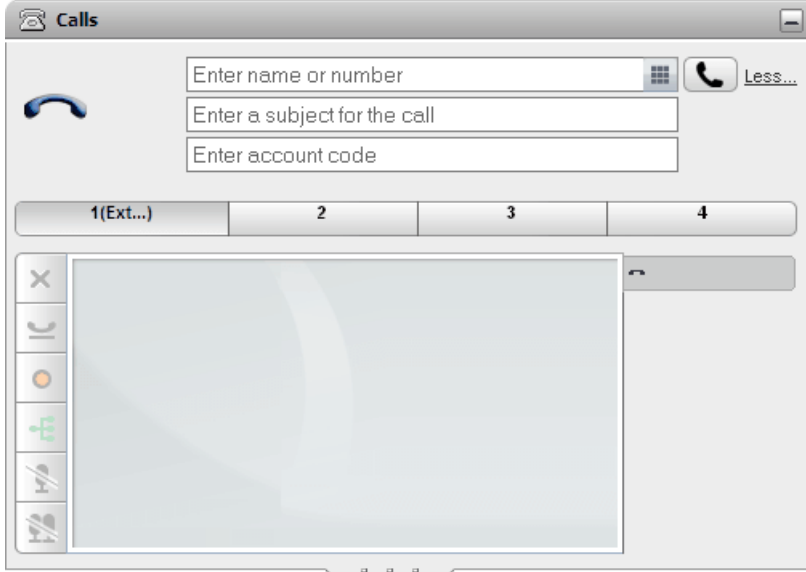 Calls
Enter name or number
Less...
Enter a subject for the call
Enter account code
1(Ext...) 2 3 4